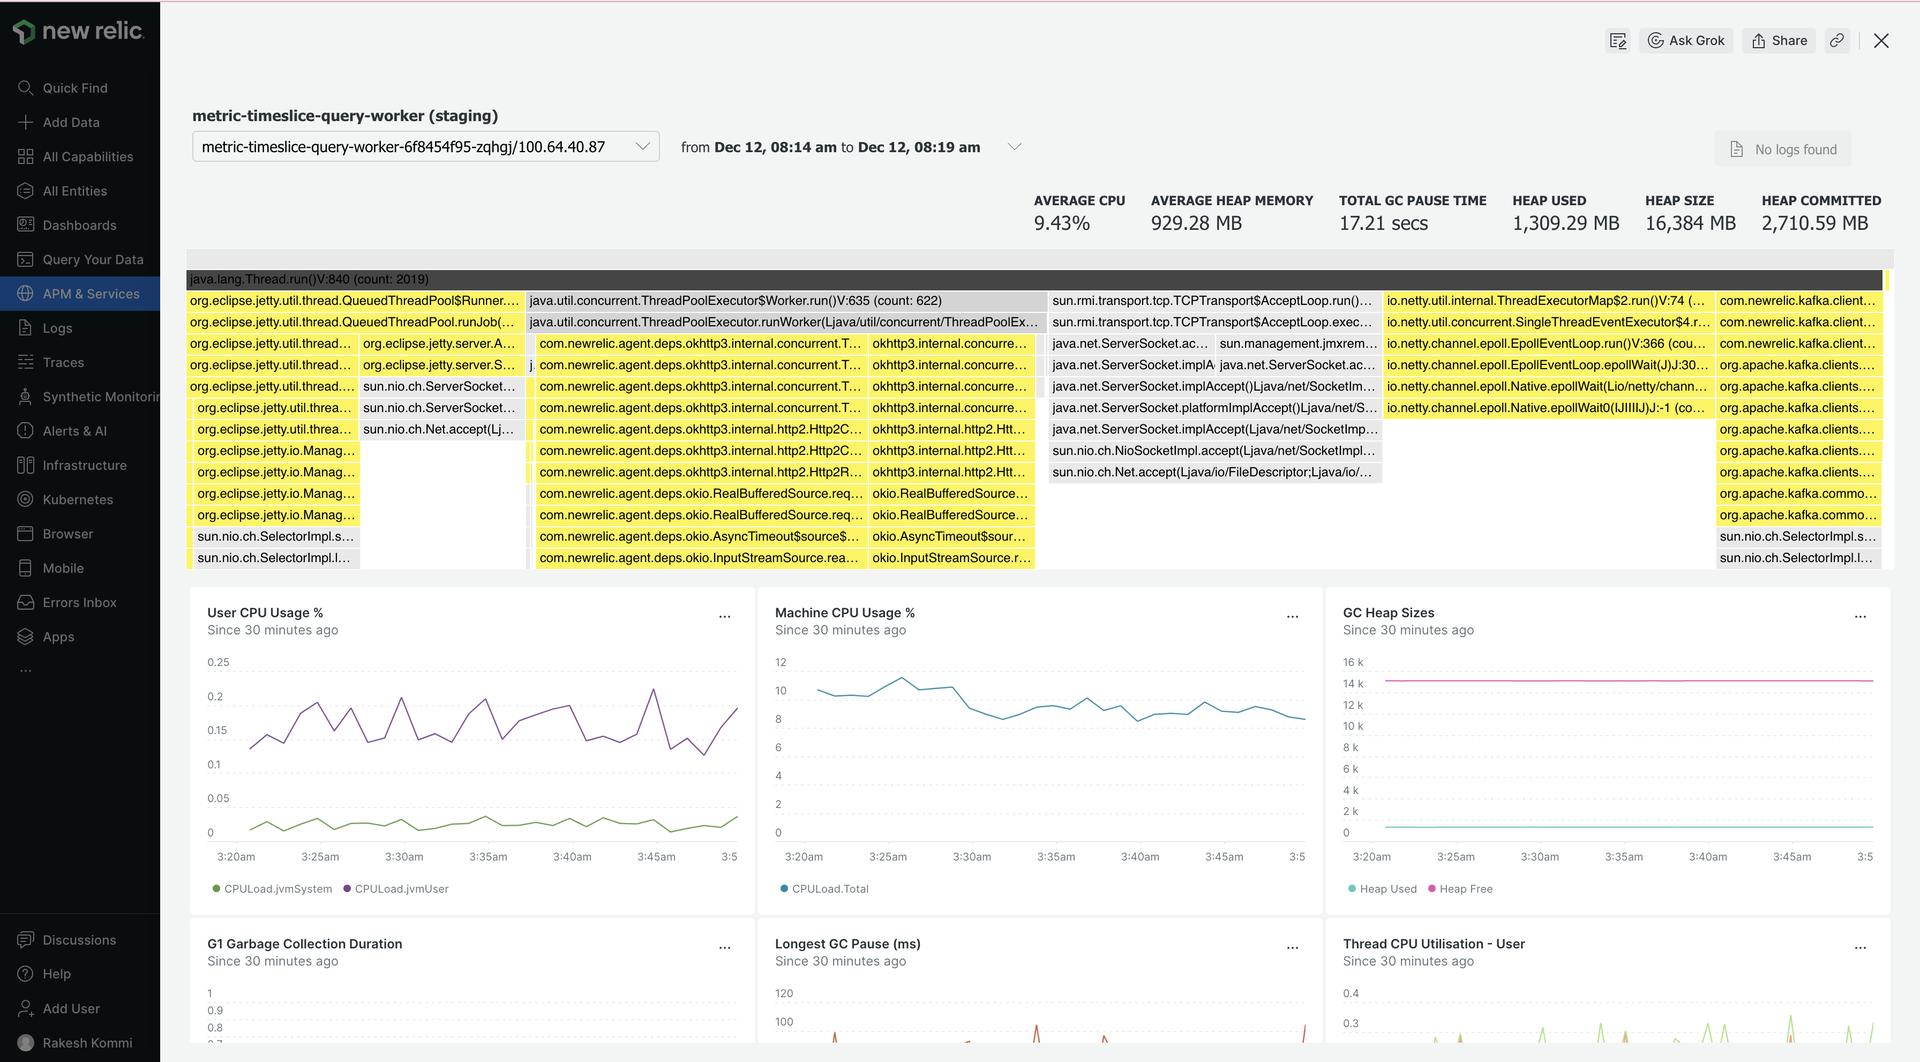 new relic.
Quick Find
Add Data
All Capabilities
All Entities
Dashboards
Query Your Data
APM & Services
Logs
Traces
Synthetic Monitorin
Alerts & AI
Infrastructure
Kubernetes
Browser
Mobile
Errors Inbox
Apps
...
Discussions
Help
Add User
Rakesh Kommi
Ask Grok
Share
metric-timeslice-query-worker (staging)
metric-timeslice-query-worker-6f8454f95-zqhgj/100.64.40.87
from Dec 12, 08:14 am to Dec 12, 08:19 am
No logs found
AVERAGE CPU AVERAGE HEAP MEMORY TOTAL GC PAUSE TIME HEAP USED HEAP SIZE HEAP COMMITTED
9.43% 929.28 MB 17.21 secs 1,309.29 MB 16,384 MB 2,710.59 MB
java.lang.Thread.run()V:840 (count: 2019)
org.eclipse.jetty.util.thread.QueuedThreadPool$Runner.... java.util.concurrent.ThreadPoolExecutor$Worker.run()V:635 (count: 622) sun.rmi.transport.tcp.TCPTransport$AcceptLoop.run()... io.netty.util.internal.ThreadExecutorMap$2.run()V:74 (... com.newrelic.kafka.client...
org.eclipse.jetty.util.thread.QueuedThreadPool.runJob(... java.util.concurrent.ThreadPoolExecutor.runWorker(Ljava/util/concurrent/ThreadPoolEx... sun.rmi.transport.tcp.TCPTransport$AcceptLoop.exec... io.netty.util.concurrent.SingleThreadEventExecutor$4.r... com.newrelic.kafka.client...
org.eclipse.jetty.util.thread... org.eclipse.jetty.server.A... com.newrelic.agent.deps.okhttp3.internal.concurrent.T... okhttp3.internal.concurre... java.net.ServerSocket.ac... sun.management.jmxrem... io.netty.channel.epoll.EpollEventLoop.run()V:366 (cou... com.newrelic.kafka.client...
org.eclipse.jetty.util.thread... org.eclipse.jetty.server.S... j. com.newrelic.agent.deps.okhttp3.internal.concurrent.T... okhttp3.internal.concurre... java.net.ServerSocket.implA java.net.ServerSocket.ac... io.netty.channel.epoll.EpollEventLoop.epollWait(J)J:30... org.apache.kafka.clients....
org.eclipse.jetty.util.thread.... sun.nio.ch.ServerSocket... com.newrelic.agent.deps.okhttp3.internal.concurrent.T... okhttp3.internal.concurre... java.net.ServerSocket.implAccept()Ljava/net/SocketIm... io.netty.channel.epoll.Native.epollWait(Lio/netty/chann... org.apache.kafka.clients....
org.eclipse.jetty.util.threa... sun.nio.ch.ServerSocket... com.newrelic.agent.deps.okhttp3.internal.concurrent.T... okhttp3.internal.concurre... java.net.ServerSocket.platformImplAccept()Ljava/net/S... io.netty.channel.epoll.Native.epollWait0(IJIIIII)J:-1 (co... org.apache.kafka.clients....
org.eclipse.jetty.util.threa... sun.nio.ch.Net.accept(Lj... com.newrelic.agent.deps.okhttp3.internal.http2.Http2C... okhttp3.internal.http2.Htt... java.net.ServerSocket.implAccept(Ljava/net/SocketImp... org.apache.kafka.clients....
org.eclipse.jetty.io.Manag... com.newrelic.agent.deps.okhttp3.internal.http2.Http2C... okhttp3.internal.http2.Htt... sun.nio.ch.NioSocketImpl.accept(Ljava/net/SocketImpl... org.apache.kafka.clients....
org.eclipse.jetty.io.Manag... com.newrelic.agent.deps.okhttp3.internal.http2.Http2R... okhttp3.internal.http2.Htt... sun.nio.ch.Net.accept(Ljava/io/FileDescriptor;Ljava/io/... org.apache.kafka.clients....
org.eclipse.jetty.io.Manag... com.newrelic.agent.deps.okio.RealBufferedSource.req... okio.RealBufferedSource... org.apache.kafka.commo...
org.eclipse.jetty.io.Manag... com.newrelic.agent.deps.okio.RealBufferedSource.req... okio.RealBufferedSource... org.apache.kafka.commo...
sun.nio.ch.SelectorImpl.s... com.newrelic.agent.deps.okio.AsyncTimeout$source$... okio.AsyncTimeout$sour... sun.nio.ch.SelectorImpl.s...
sun.nio.ch.SelectorImpl.l... com.newrelic.agent.deps.okio.InputStreamSource.rea... okio.InputStreamSource.r... sun.nio.ch.SelectorImpl.l...
User CPU Usage %
Since 30 minutes ago
0.25
0.2
0.15
0.1
0.05
0
3:20am 3:25am 3:30am 3:35am 3:40am 3:45am 3:5
CPULoad.jvmSystem CPULoad.jvmUser
Machine CPU Usage %
Since 30 minutes ago
12
10
8
6
4
2
0
3:20am 3:25am 3:30am 3:35am 3:40am 3:45am 3:5
CPULoad.Total
GC Heap Sizes
Since 30 minutes ago
16 k
14 k
12 k
10 k
8 k
6 k
4 k
2 k
0
3:20am 3:25am 3:30am 3:35am 3:40am 3:45am 3:5
Heap Used Heap Free
G1 Garbage Collection Duration
Since 30 minutes ago
1
0.9
0.8
Longest GC Pause (ms)
Since 30 minutes ago
120
100
Thread CPU Utilisation - User
Since 30 minutes ago
0.4
0.3